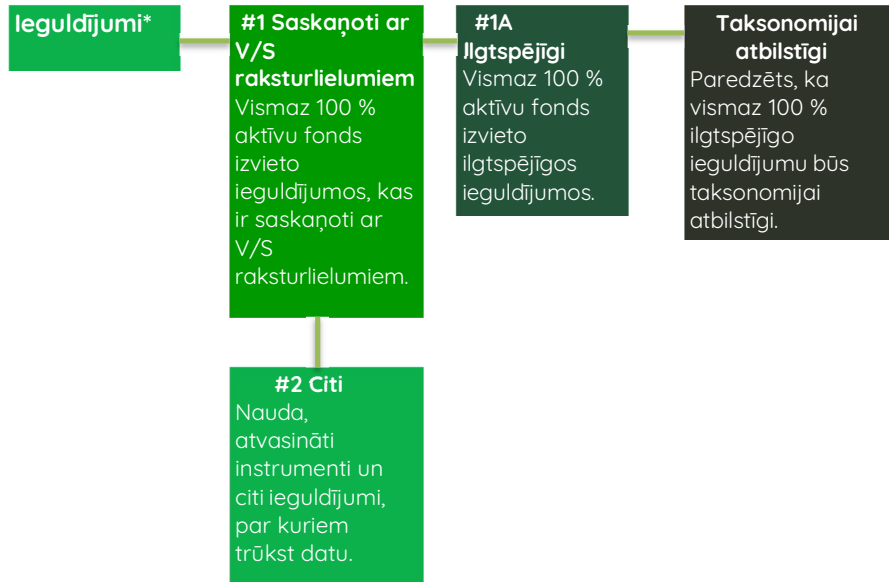 Ieguldījumi*
#1 Saskaņoti ar
V/S
raksturlielumiem
Vismaz 100 %
aktīvu fonds
izvieto
ieguldījumos, kas
ir saskaņoti ar
V/S
raksturlielumiem.
#1A
Ilgtspējīgi
Vismaz 100 %
aktīvu fonds
izvieto
ilgtspējīgos
ieguldījumos.
Taksonomijai
atbilstīgi
Paredzēts, ka
vismaz 100 %
ilgtspējīgo
ieguldījumu būs
taksonomijai
atbilstīgi.
#2 Citi
Nauda,
atvasināti
instrumenti un
citi ieguldījumi,
par kuriem
trūkst datu.